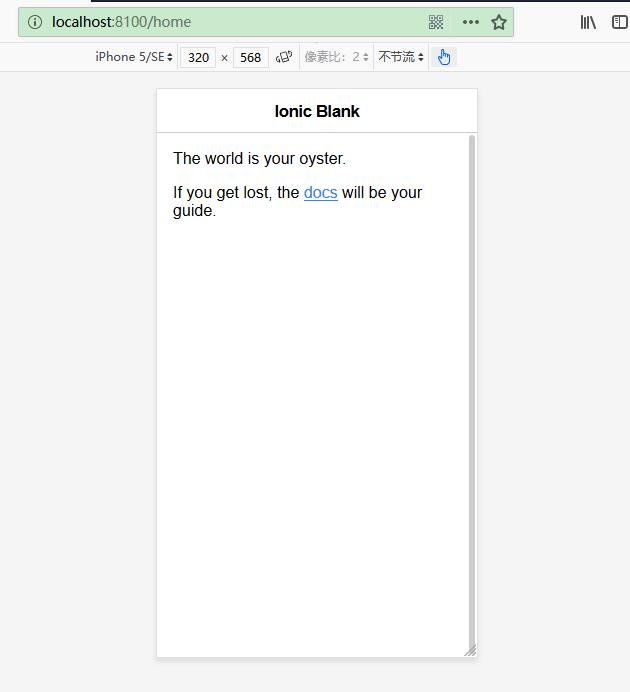 localhost:8100/home
iPhone 5/SE 320 × 568 像素比: 2 不节流
Ionic Blank
The world is your oyster.
If you get lost, the docs will be your
guide.